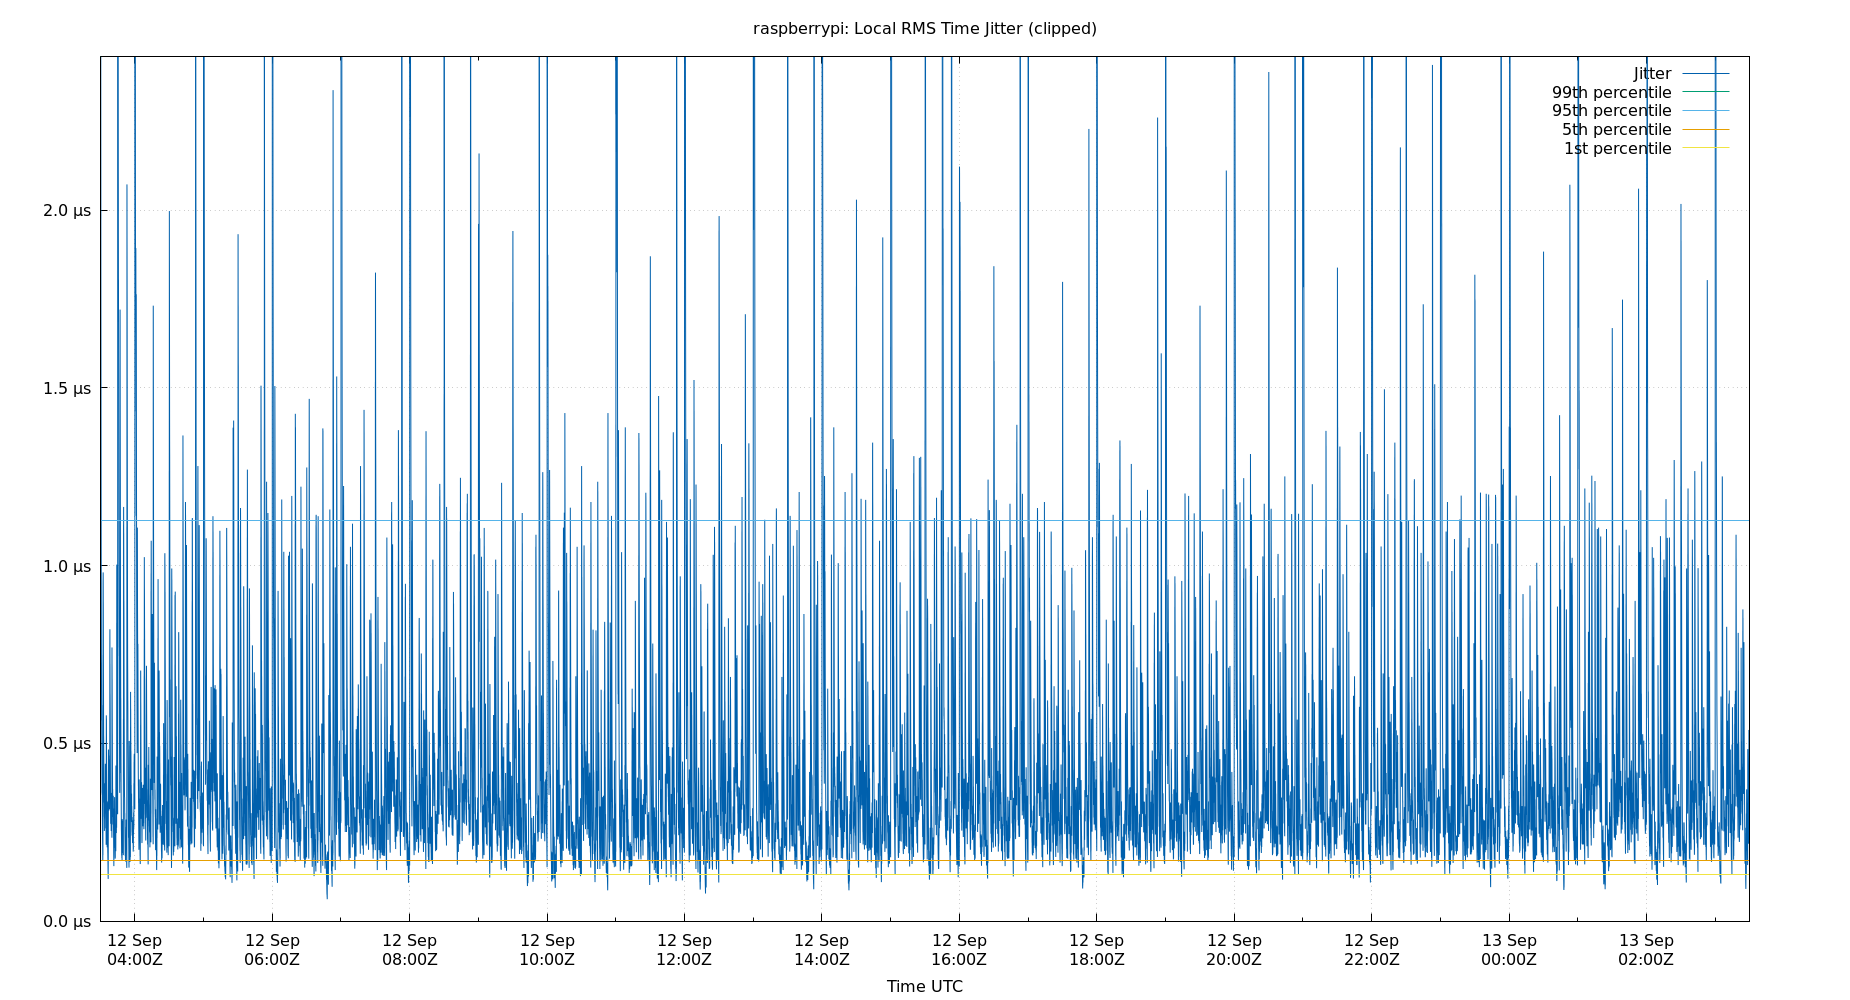 raspberrypi: Local RMS Time Jitter (clipped)
Jitter
99th percentile
95th percentile
5th percentile
1st percentile
2.0 µs
1.5 µs
1.0 µs
0.5 µs
0.0 µs
12 Sep 12 Sep 12 Sep 12 Sep 12 Sep 12 Sep 12 Sep 12 Sep 12 Sep 12 Sep 13 Sep 13 Sep
04:00Z 06:00Z 08:00Z 10:00Z 12:00Z 14:00Z 16:00Z 18:00Z 20:00Z 22:00Z 00:00Z 02:00Z
Time UTC